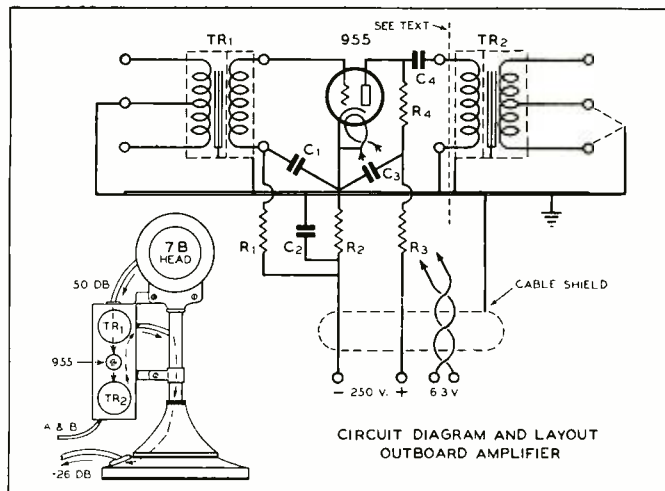 SEE TEXT
TR1
955
TR2
C4
R4
C1
C3
C2
R1
R2
R3
7B
HEAD
50 DB
CABLE SHIELD
TR1
955
TR2
- 250 V. +
6.3 V
A & B
-26 DB
CIRCUIT DIAGRAM AND LAYOUT
OUTBOARD AMPLIFIER